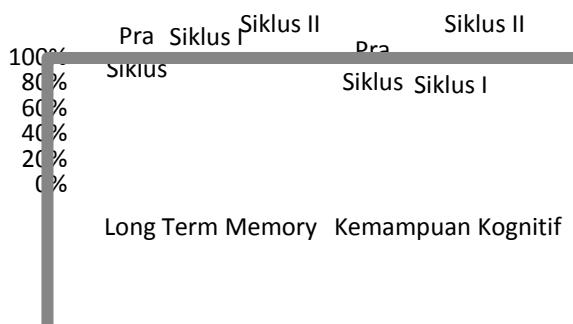 Siklus II Siklus II
Pra Siklus I Pra
Siklus Siklus Siklus I
100%
80%
60%
40%
20%
0%
Long Term Memory Kemampuan Kognitif